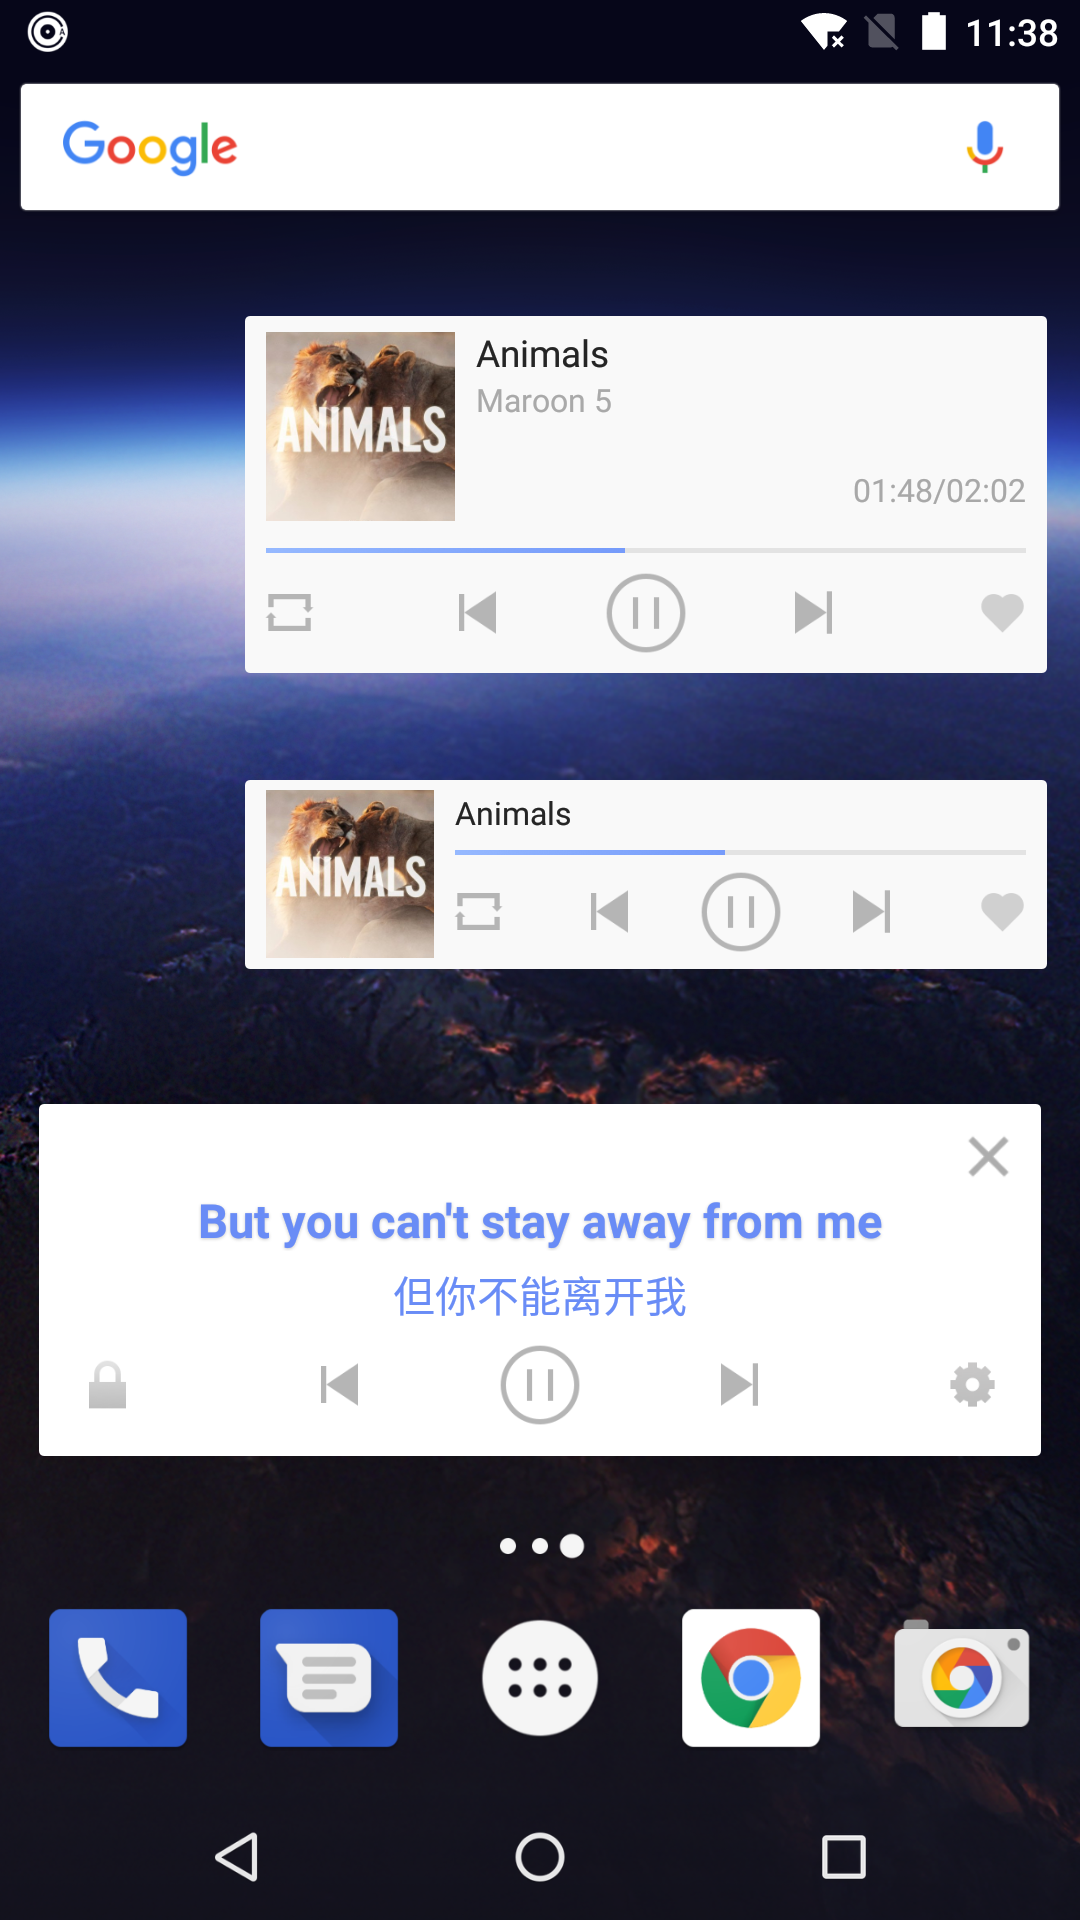 11:38
Google
ANIMALS
Animals
Maroon 5
01:48/02:02
ANIMALS
Animals
But you can't stay away from me
但你不能离开我